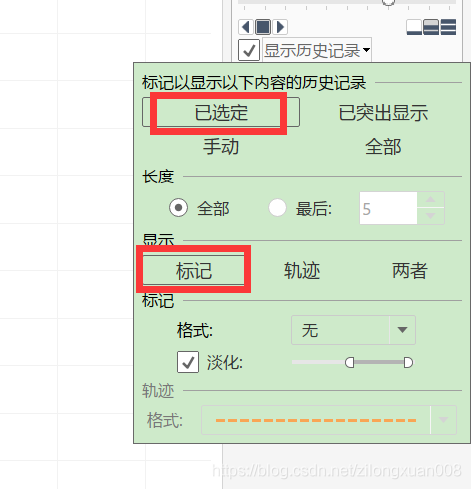 显示历史记录
标记以显示以下内容的历史记录
已选定 已突出显示
手动 全部
长度
全部 最后: 5
显示
标记 轨迹 两者
标记
格式: 无
淡化:
轨迹
格式:
https://blog.csdn.net/zilongxuan008